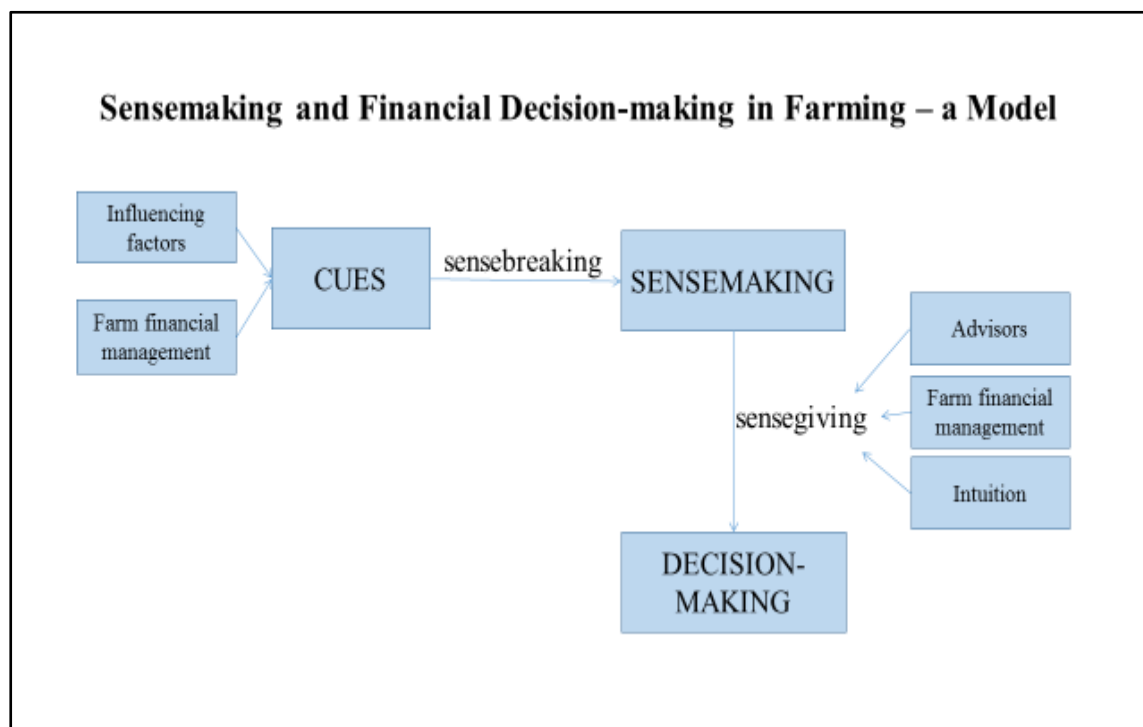 Sensemaking and Financial Decision-making in Farming – a Model
Influencing
factors
Farm financial
management
CUES
sensebreaking
SENSEMAKING
sensegiving
Advisors
Farm financial
management
Intuition
DECISION-
MAKING